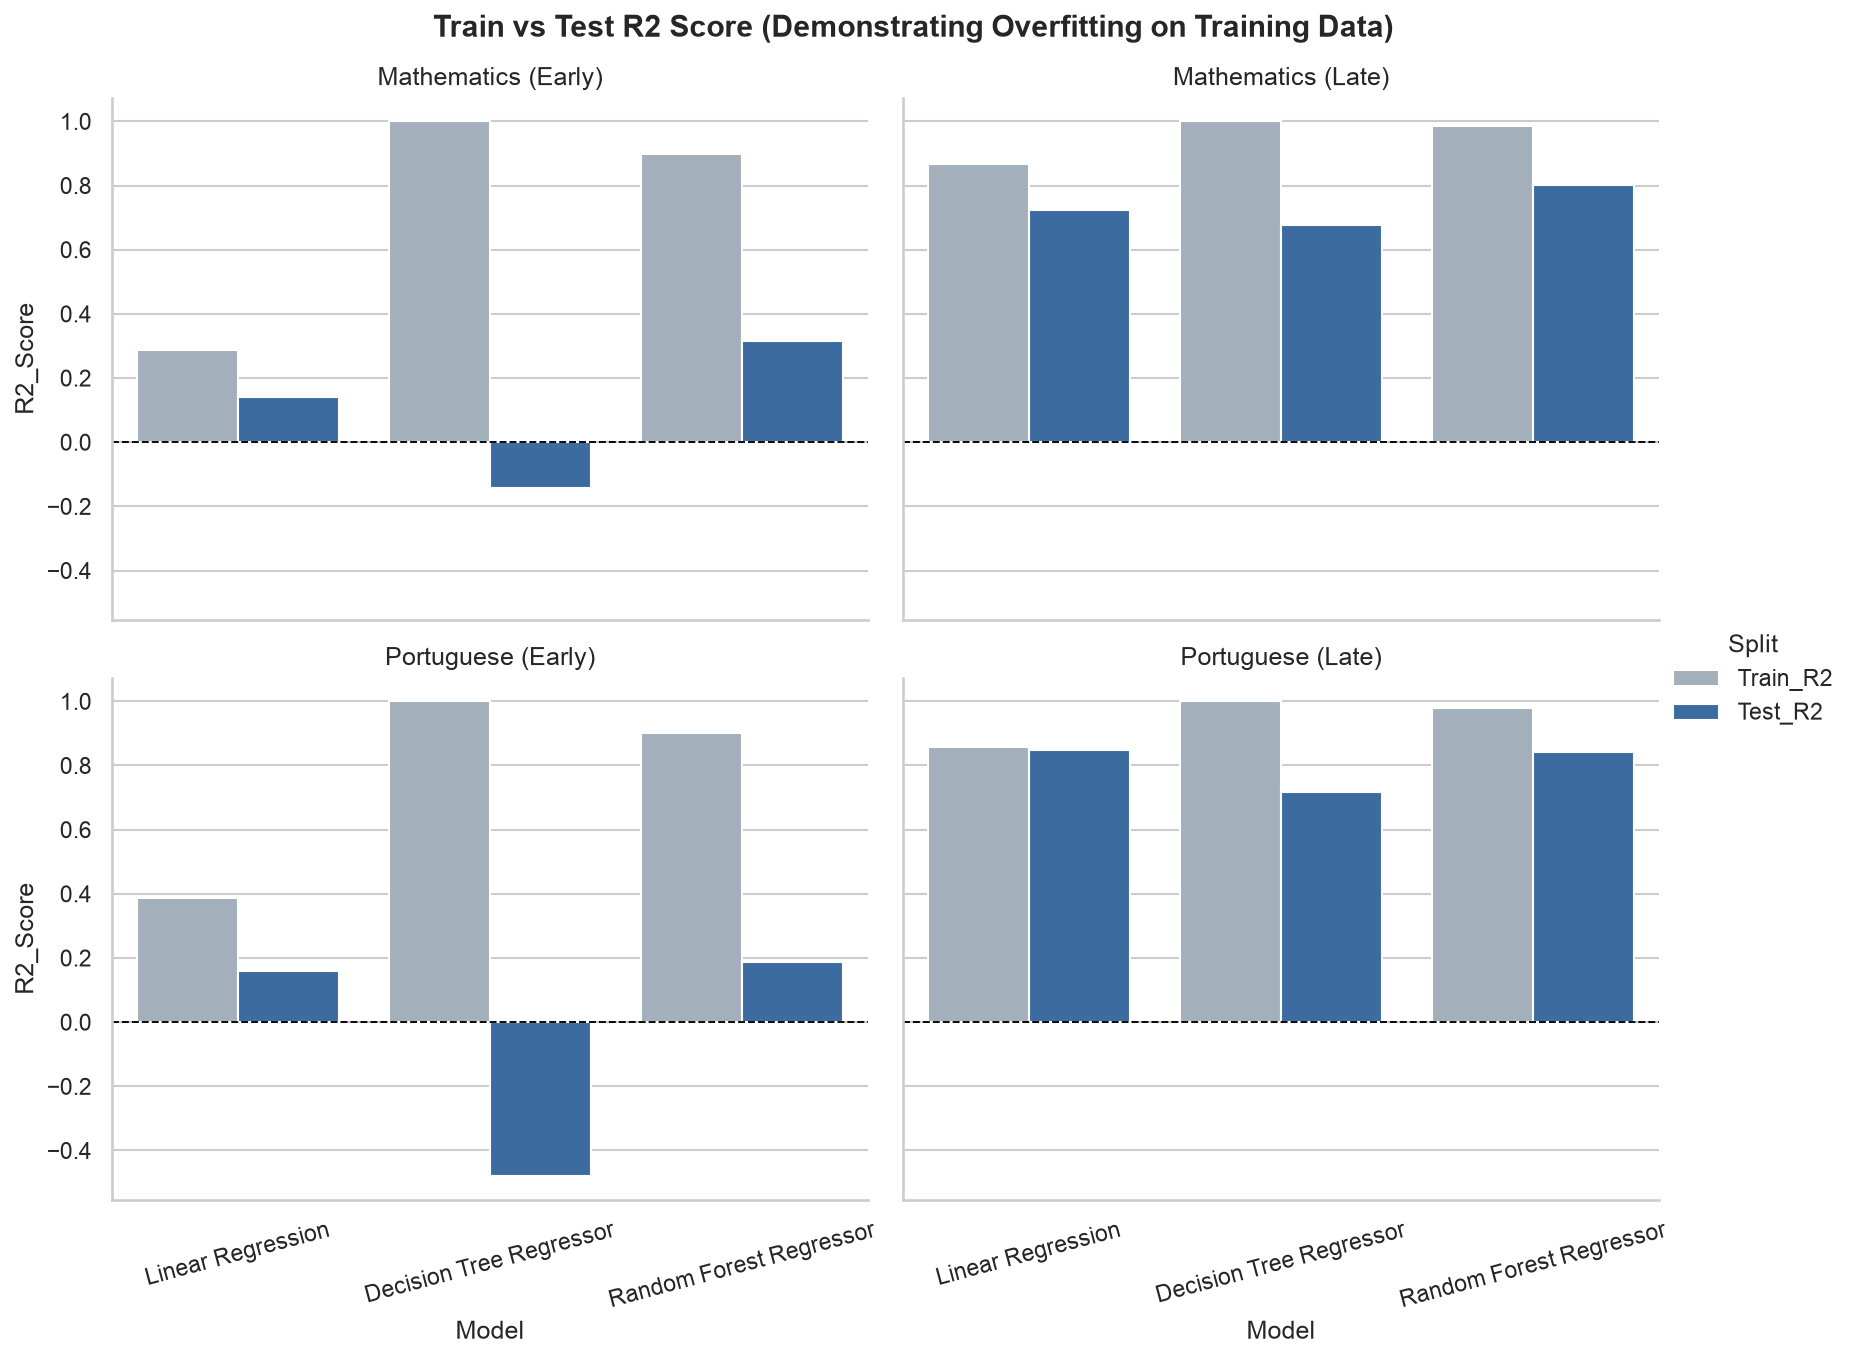 Train vs Test R2 Score (Demonstrating Overfitting on Training Data)
Mathematics (Early)
Mathematics (Late)
1.0
0.8
0.6
0.4
0.2
0.0
−0.2
−0.4
R2_Score
Portuguese (Early)
Portuguese (Late)
1.0
0.8
0.6
0.4
0.2
0.0
−0.2
−0.4
R2_Score
Split
Train_R2
Test_R2
Linear Regression
Decision Tree Regressor
Random Forest Regressor
Linear Regression
Decision Tree Regressor
Random Forest Regressor
Model
Model